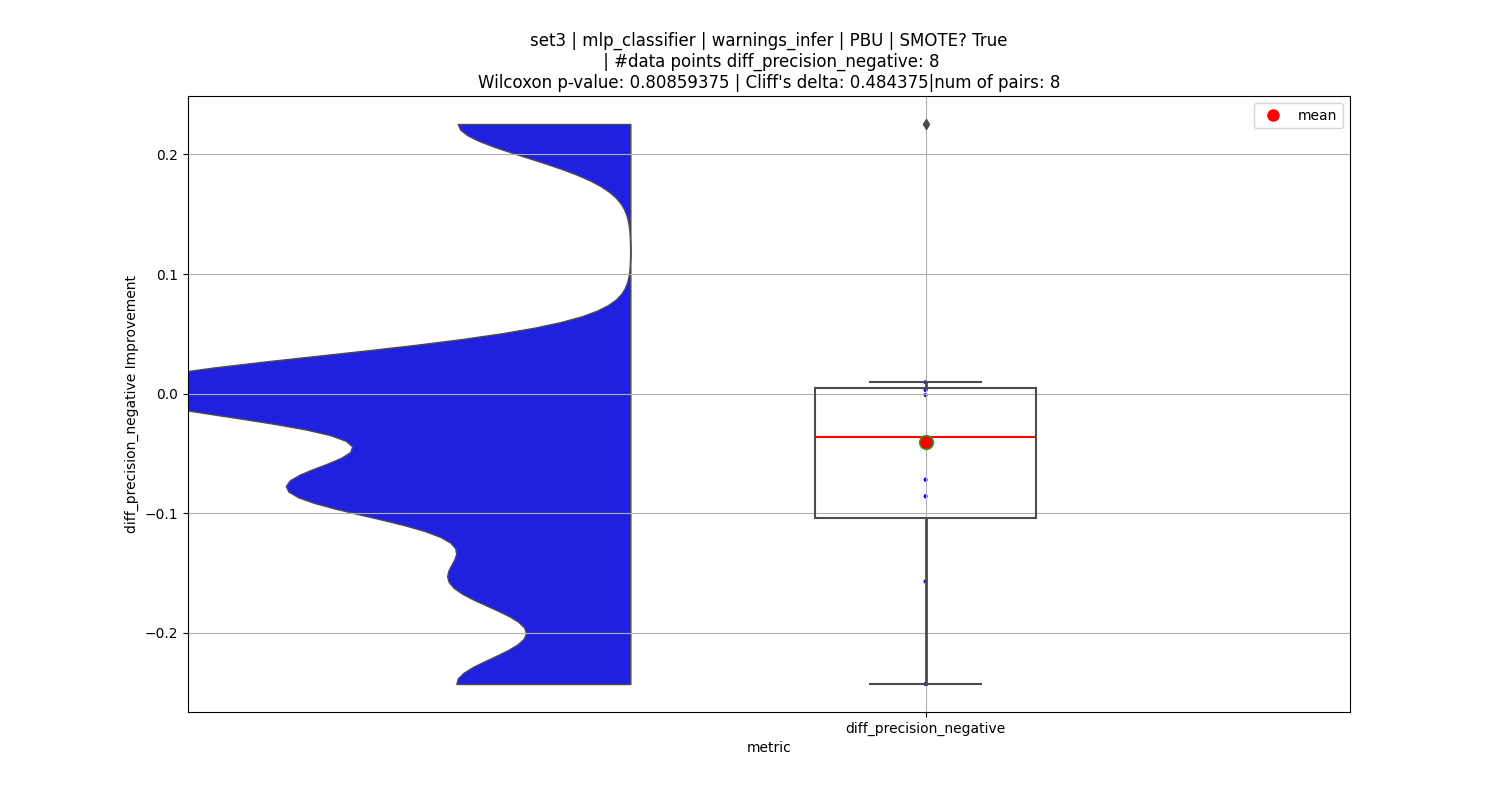 set3 | mlp_classifier | warnings_infer | PBU | SMOTE? True
| #data points diff_precision_negative: 8
Wilcoxon p-value: 0.80859375 | Cliff's delta: 0.484375|num of pairs: 8
mean
0.2
0.1
0.0
−0.1
−0.2
diff_precision_negative Improvement
diff_precision_negative
metric